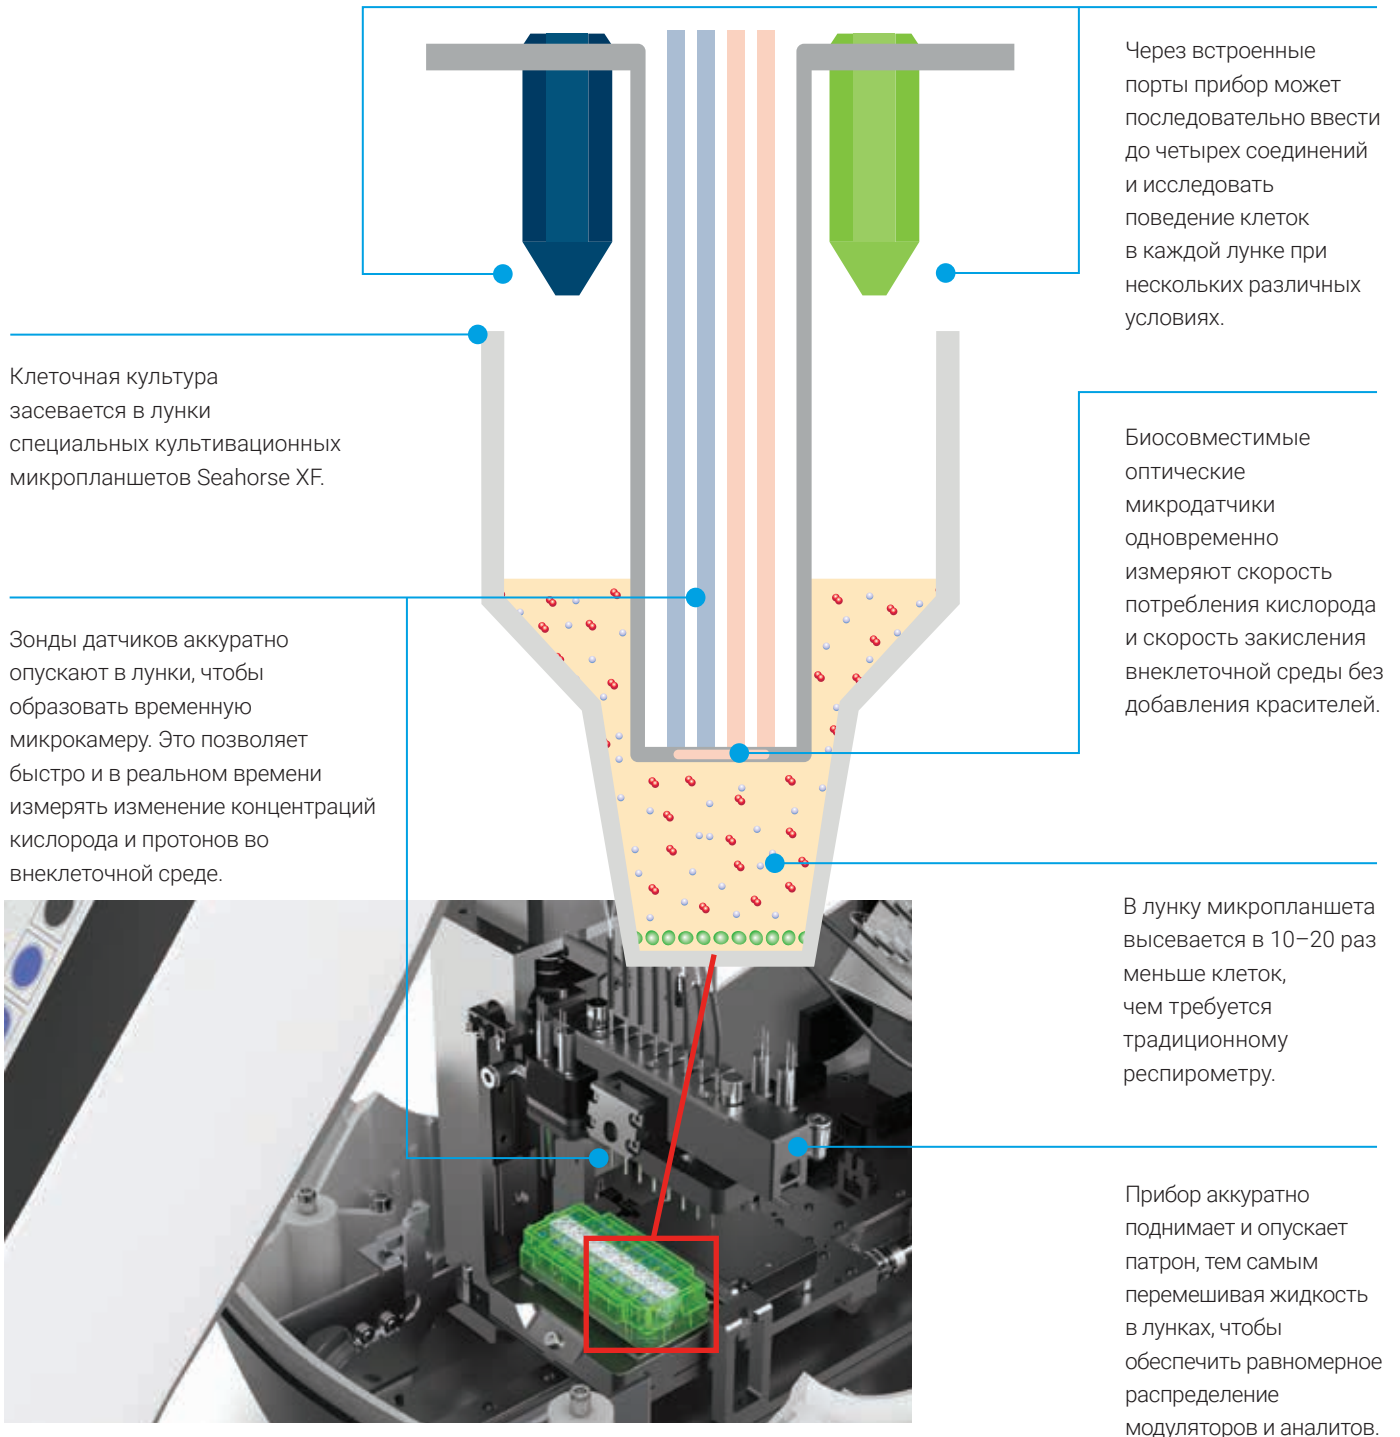 Через встроенные
порты прибор может
последовательно ввести
до четырех соединений
и исследовать
поведение клеток
в каждой лунке при
нескольких различных
условиях.
Клеточная культура
засевается в лунки
специальных культивационных
микропланшетов Seahorse XF.
Биосовместимые
оптические
микродатчики
одновременно
измеряют скорость
потребления кислорода
и скорость закисления
внеклеточной среды без
добавления красителей.
Зонды датчиков аккуратно
опускают в лунки, чтобы
образовать временную
микрокамеру. Это позволяет
быстро и в реальном времени
измерять изменение концентраций
кислорода и протонов во
внеклеточной среде.
В лунку микропланшета
высевается в 10–20 раз
меньше клеток,
чем требуется
традиционному
респирометру.
Прибор аккуратно
поднимает и опускает
патрон, тем самым
перемешивая жидкость
в лунках, чтобы
обеспечить равномерное
распределение
модуляторов и аналитов.